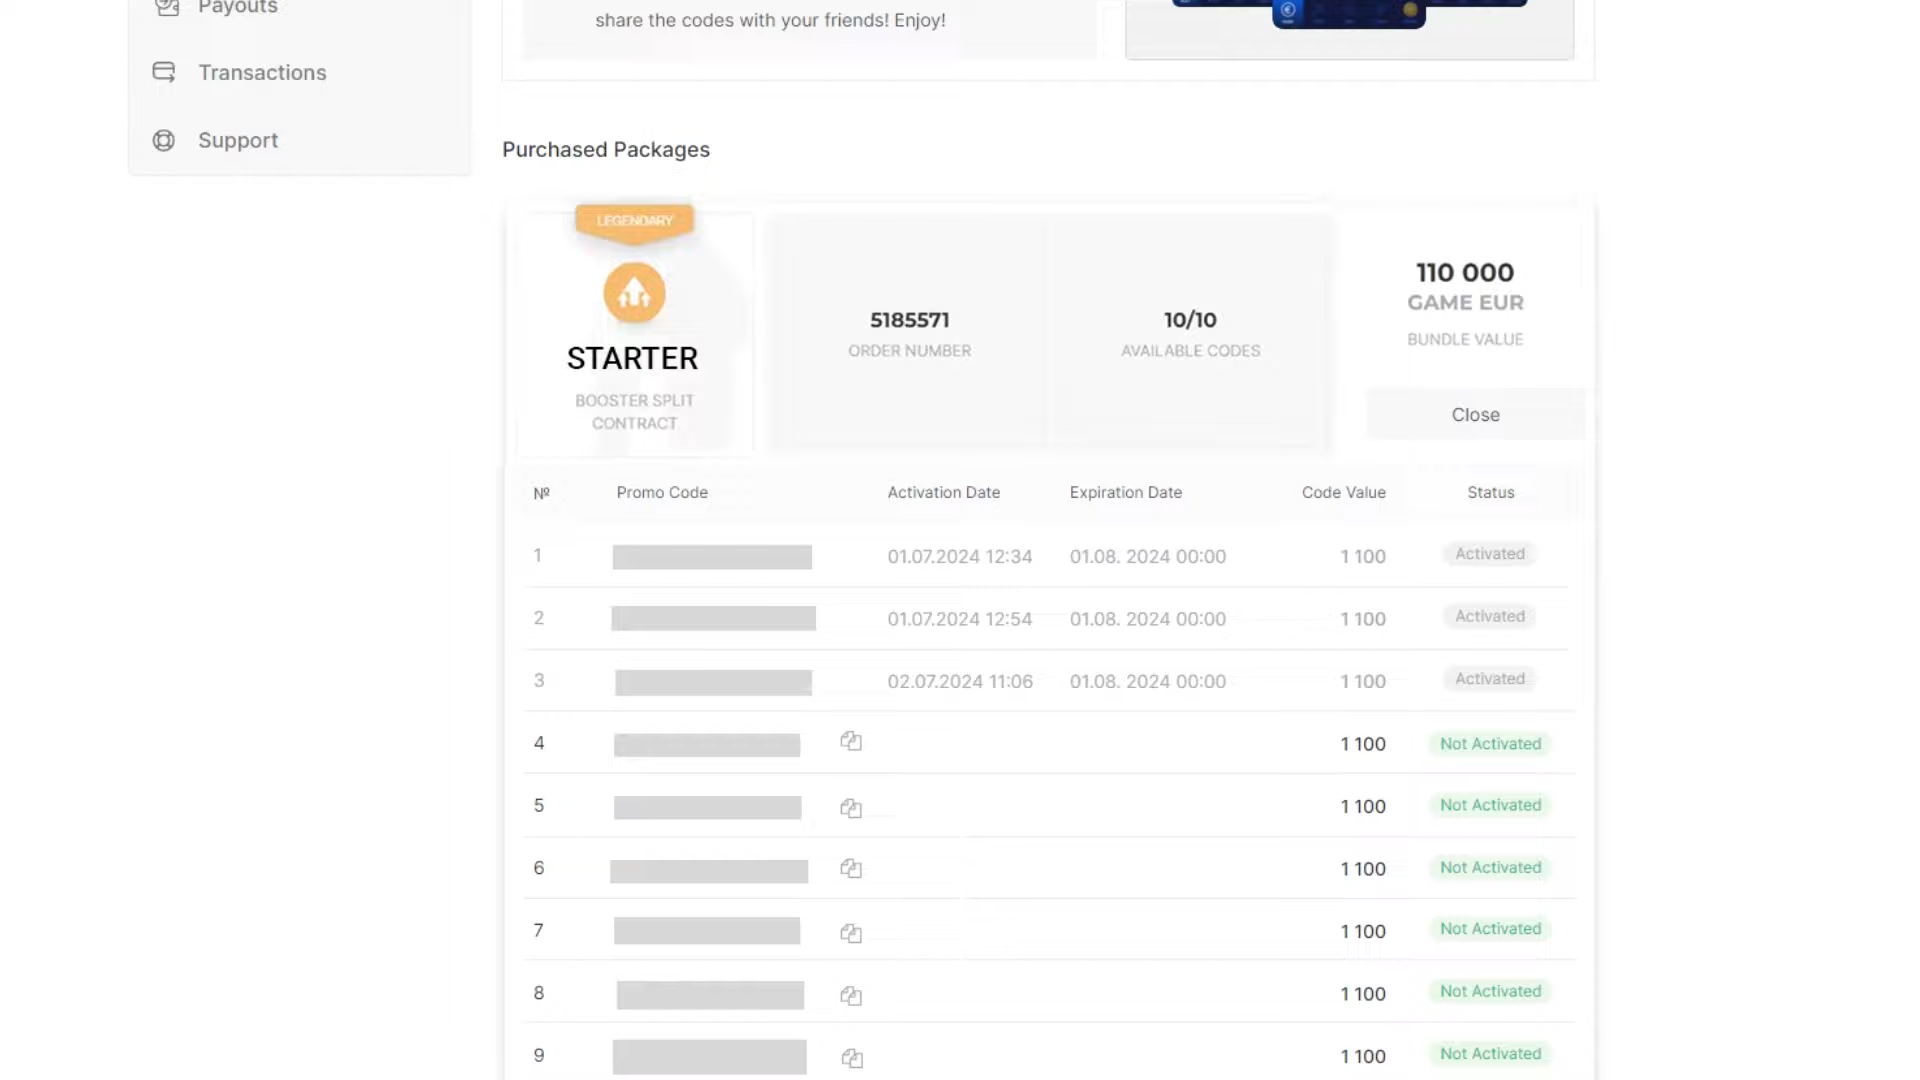 Payouts
share the codes with your friends! Enjoy!
Transactions
Support
Purchased Packages
LEGENDARY
STARTER
BOOSTER SPLIT
CONTRACT
5185571
ORDER NUMBER
10/10
AVAILABLE CODES
110 000
GAME EUR
BUNDLE VALUE
Close
№ Promo Code Activation Date Expiration Date Code Value Status
1 01.07.2024 12:34 01.08. 2024 00:00 1 100 Activated
2 01.07.2024 12:54 01.08. 2024 00:00 1 100 Activated
3 02.07.2024 11:06 01.08. 2024 00:00 1 100 Activated
4 1 100 Not Activated
5 1 100 Not Activated
6 1 100 Not Activated
7 1 100 Not Activated
8 1 100 Not Activated
9 1 100 Not Activated